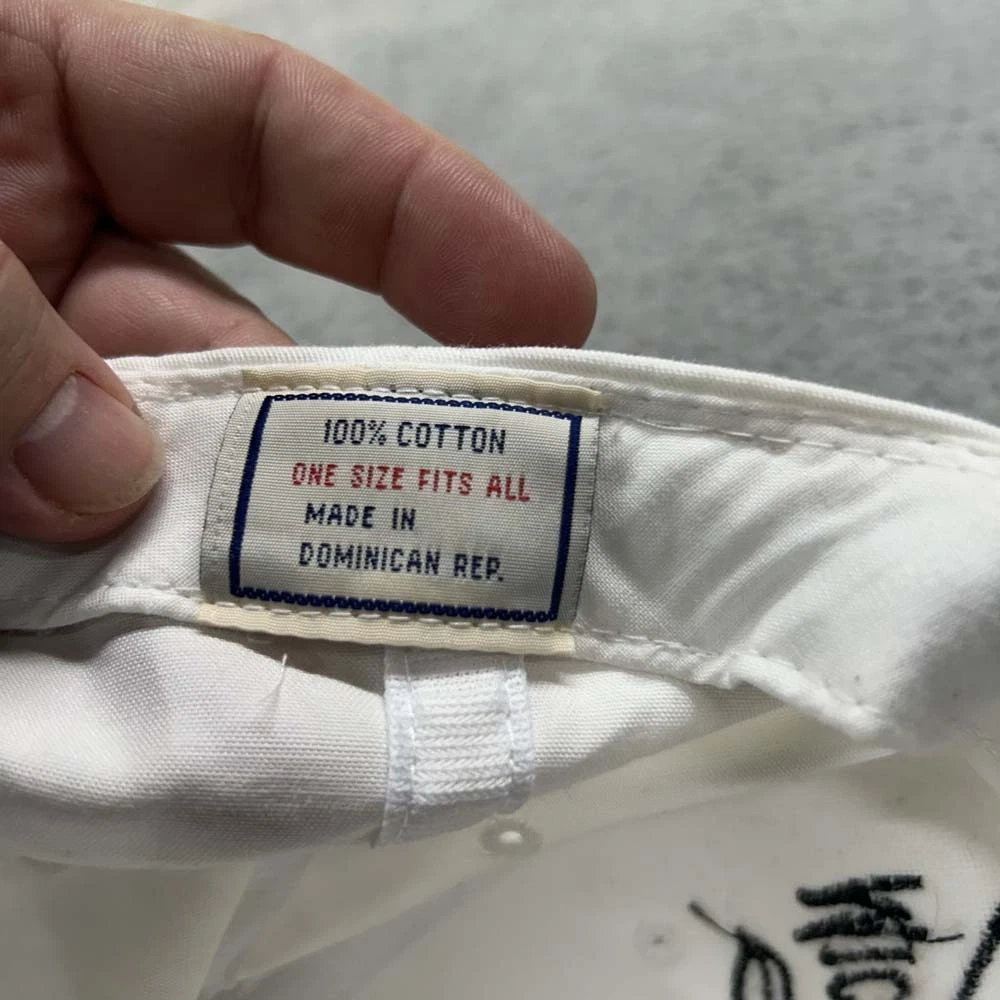 100% COTTON
ONE SIZE FITS ALL
MADE IN
DOMINICAN REP.